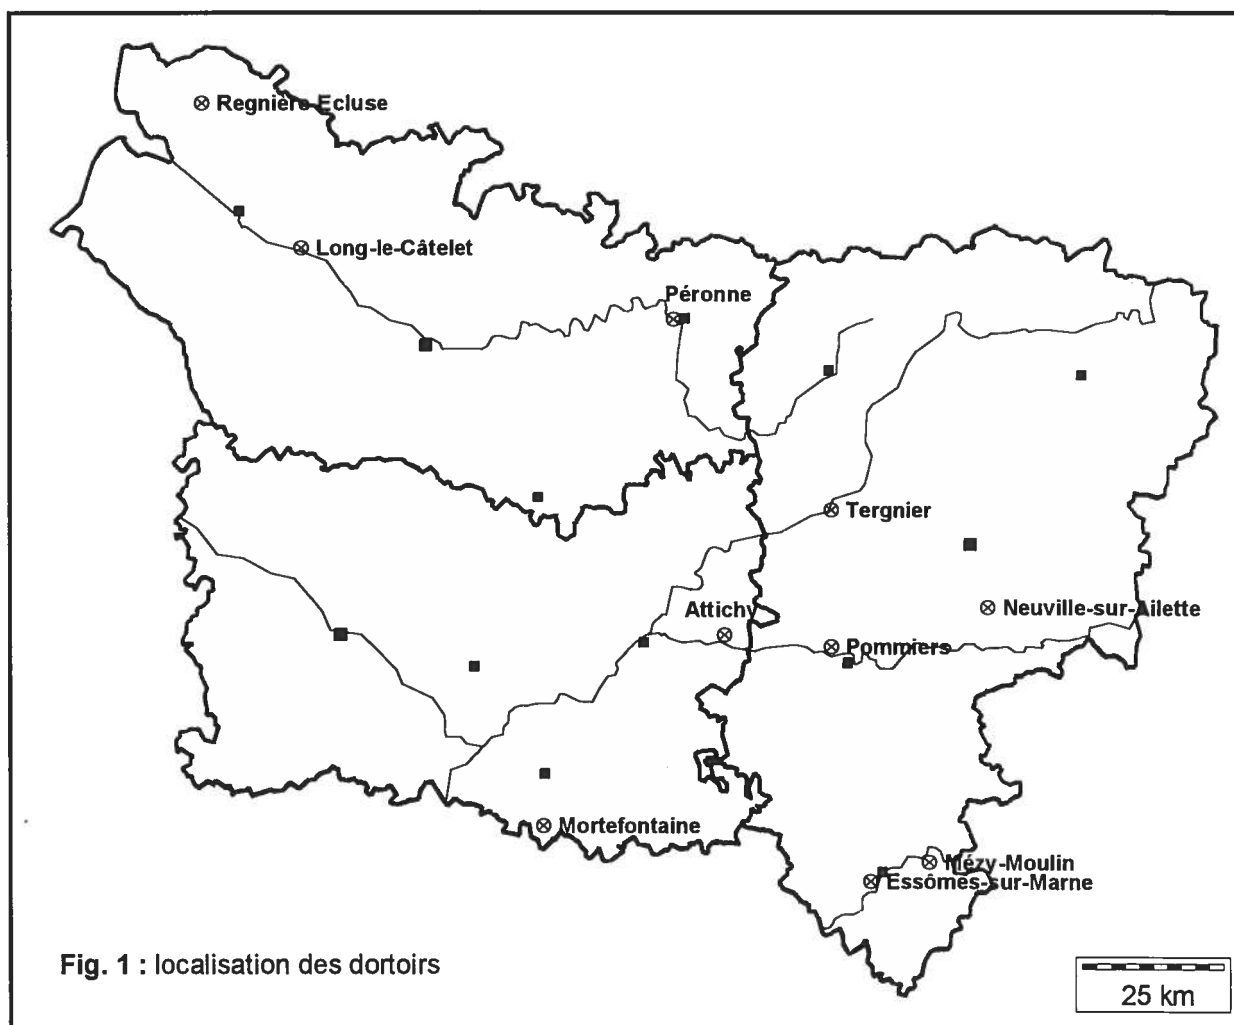 Regnière-Ecluse
Long-le-Câtelet
Péronne
Tergnier
Attichy
Neuville-sur-Ailette
Pommiers
Mortefontaine
Mézy-Moulin
Essômes-sur-Marne
Fig. 1 : localisation des dortoirs
25 km